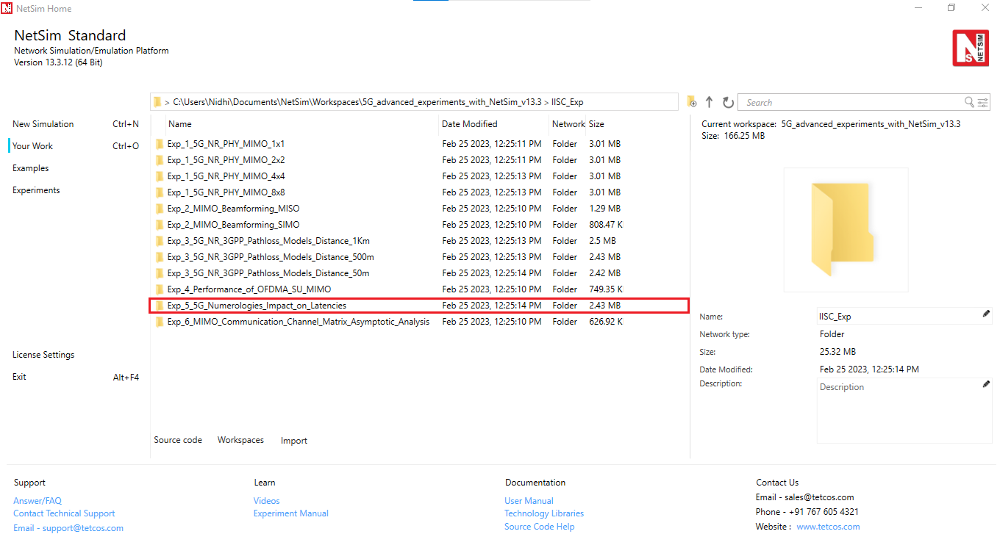 NetSim Home
NetSim Standard
Network Simulation/Emulation Platform
Version 13.3.12 (64 Bit)
NETSIM
> C:\Users\Nidhi\Documents\NetSim\Workspaces\5G_advanced_experiments_with_NetSim_v13.3 > IISC_Exp
Search
New Simulation Ctrl+N
Your Work Ctrl+O
Examples
Experiments
License Settings
Exit Alt+F4
Name Date Modified Network Size
Exp_1_5G_NR_PHY_MIMO_1x1 Feb 25 2023, 12:25:11 PM Folder 3.01 MB
Exp_1_5G_NR_PHY_MIMO_2x2 Feb 25 2023, 12:25:11 PM Folder 3.01 MB
Exp_1_5G_NR_PHY_MIMO_4x4 Feb 25 2023, 12:25:13 PM Folder 3.01 MB
Exp_1_5G_NR_PHY_MIMO_8x8 Feb 25 2023, 12:25:13 PM Folder 3.01 MB
Exp_2_MIMO_Beamforming_MISO Feb 25 2023, 12:25:10 PM Folder 1.29 MB
Exp_2_MIMO_Beamforming_SIMO Feb 25 2023, 12:25:10 PM Folder 808.47 K
Exp_3_5G_NR_3GPP_Pathloss_Models_Distance_1Km Feb 25 2023, 12:25:13 PM Folder 2.5 MB
Exp_3_5G_NR_3GPP_Pathloss_Models_Distance_500m Feb 25 2023, 12:25:13 PM Folder 2.43 MB
Exp_3_5G_NR_3GPP_Pathloss_Models_Distance_50m Feb 25 2023, 12:25:14 PM Folder 2.42 MB
Exp_4_Performance_of_OFDMA_SU_MIMO Feb 25 2023, 12:25:10 PM Folder 749.35 K
Exp_5_5G_Numerologies_Impact_on_Latencies Feb 25 2023, 12:25:14 PM Folder 2.43 MB
Exp_6_MIMO_Communication_Channel_Matrix_Asymptotic_Analysis Feb 25 2023, 12:25:10 PM Folder 626.92 K
Source code Workspaces Import
Current workspace: 5G_advanced_experiments_with_NetSim_v13.3
Size: 166.25 MB
Name: IISC_Exp
Network type: Folder
Size: 25.32 MB
Date Modified: Feb 25 2023, 12:25:14 PM
Description: Description
Support
Answer/FAQ
Contact Technical Support
Email - support@tetcos.com
Learn
Videos
Experiment Manual
Documentation
User Manual
Technology Libraries
Source Code Help
Contact Us
Email - sales@tetcos.com
Phone - +91 767 605 4321
Website : www.tetcos.com